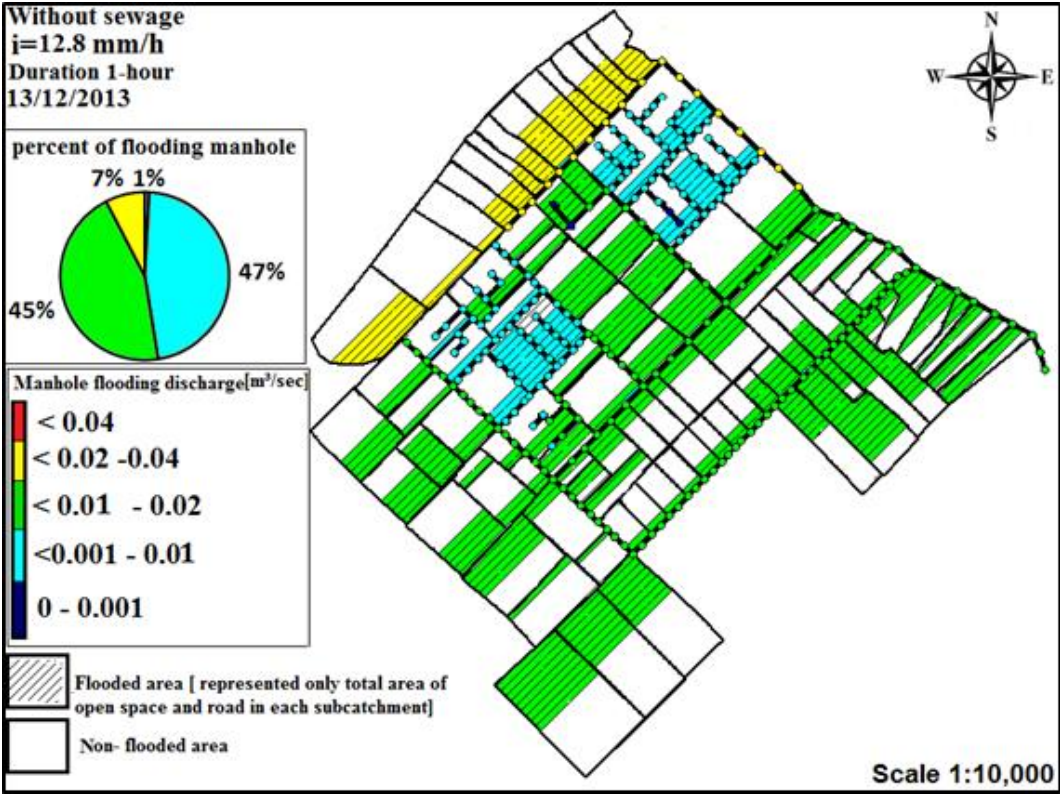 Without sewage
i=12.8 mm/h
Duration 1-hour
13/12/2013
N
W E
S
percent of flooding manhole
7% 1%
47%
45%
Manhole flooding discharge[m³/sec]
< 0.04
< 0.02 -0.04
< 0.01 - 0.02
<0.001 - 0.01
0 - 0.001
Flooded area [ represented only total area of
open space and road in each subcatchment]
Non- flooded area
Scale 1:10,000